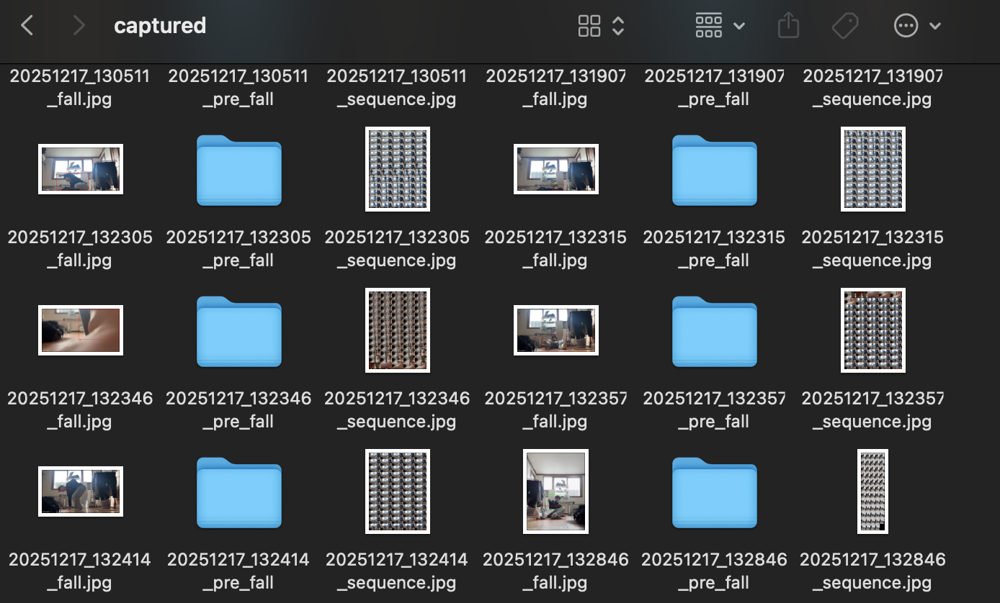 captured
20251217_130511 20251217_130511 20251217_130511 20251217_131907 20251217_131907 20251217_131907
_fall.jpg _pre_fall _sequence.jpg _fall.jpg _pre_fall _sequence.jpg
20251217_132305 20251217_132305 20251217_132305 20251217_132315 20251217_132315 20251217_132315
_fall.jpg _pre_fall _sequence.jpg _fall.jpg _pre_fall _sequence.jpg
20251217_132346 20251217_132346 20251217_132346 20251217_132357 20251217_132357 20251217_132357
_fall.jpg _pre_fall _sequence.jpg _fall.jpg _pre_fall _sequence.jpg
20251217_132414 20251217_132414 20251217_132414 20251217_132846 20251217_132846 20251217_132846
_fall.jpg _pre_fall _sequence.jpg _fall.jpg _pre_fall _sequence.jpg